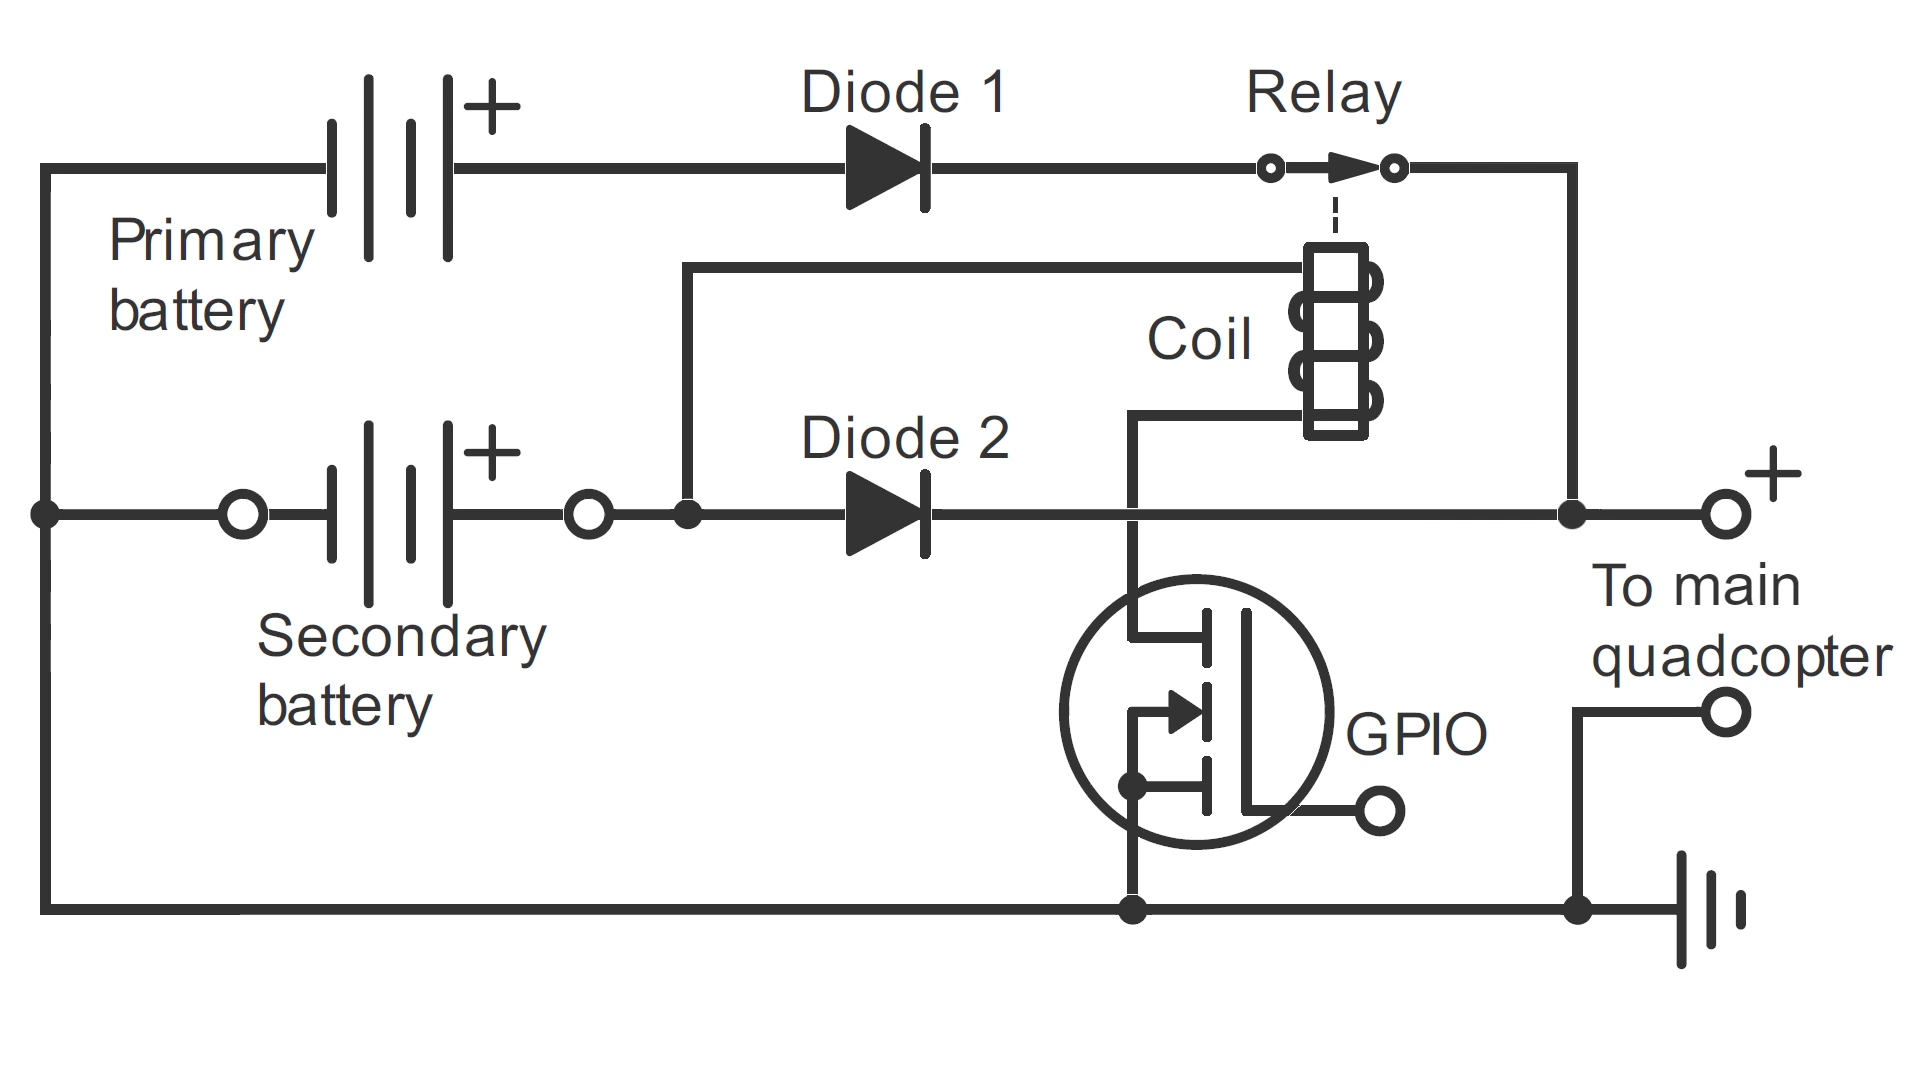 Diode 1
Relay
+
Primary
battery
Coil
Diode 2
+
+
Secondary
battery
To main
quadcopter
GPIO